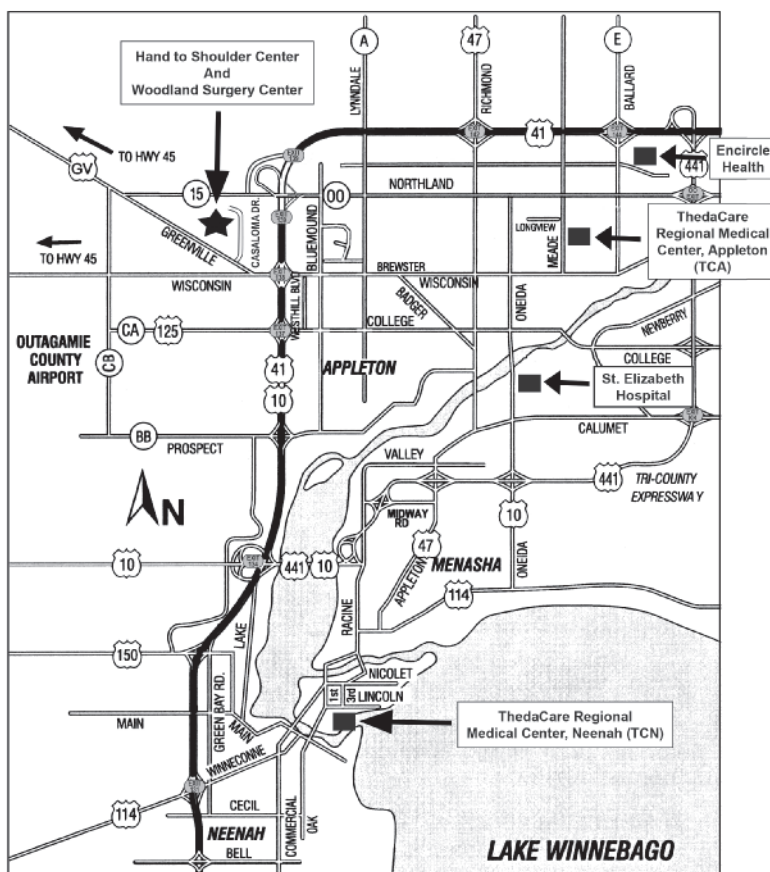 A
47
E
Hand to Shoulder Center
And
Woodland Surgery Center
LYNNDALE
RICHMOND
BALLARD
41
TO HWY 45
GV
441
Encircle
Health
15
OO
NORTHLAND
CASALOMA DR.
BLUEMOUND
GREENVILLE
LONGVIEW
MEADE
ThedaCare
Regional Medical
Center, Appleton
(TCA)
TO HWY 45
WISCONSIN
BREWSTER
WISCONSIN
BADGER
ONEIDA
WESTHILL BLVD
NEWBERRY
CA
125
COLLEGE
OUTAGAMIE
COUNTY
AIRPORT
CB
41
APPLETON
COLLEGE
10
St. Elizabeth
Hospital
BB
PROSPECT
CALUMET
VALLEY
441
TRI-COUNTY
EXPRESSWAY
N
MIDWAY
RD
10
47
10
441
10
MENASHA
ONEIDA
APPLETON
114
RACINE
LAKE
150
NICOLET
1st
3rd
LINCOLN
GREEN BAY RD.
MAIN
MAIN
ThedaCare Regional
Medical Center, Neenah (TCN)
WINNECONNE
114
CECIL
COMMERCIAL
OAK
NEENAH
BELL
LAKE WINNEBAGO